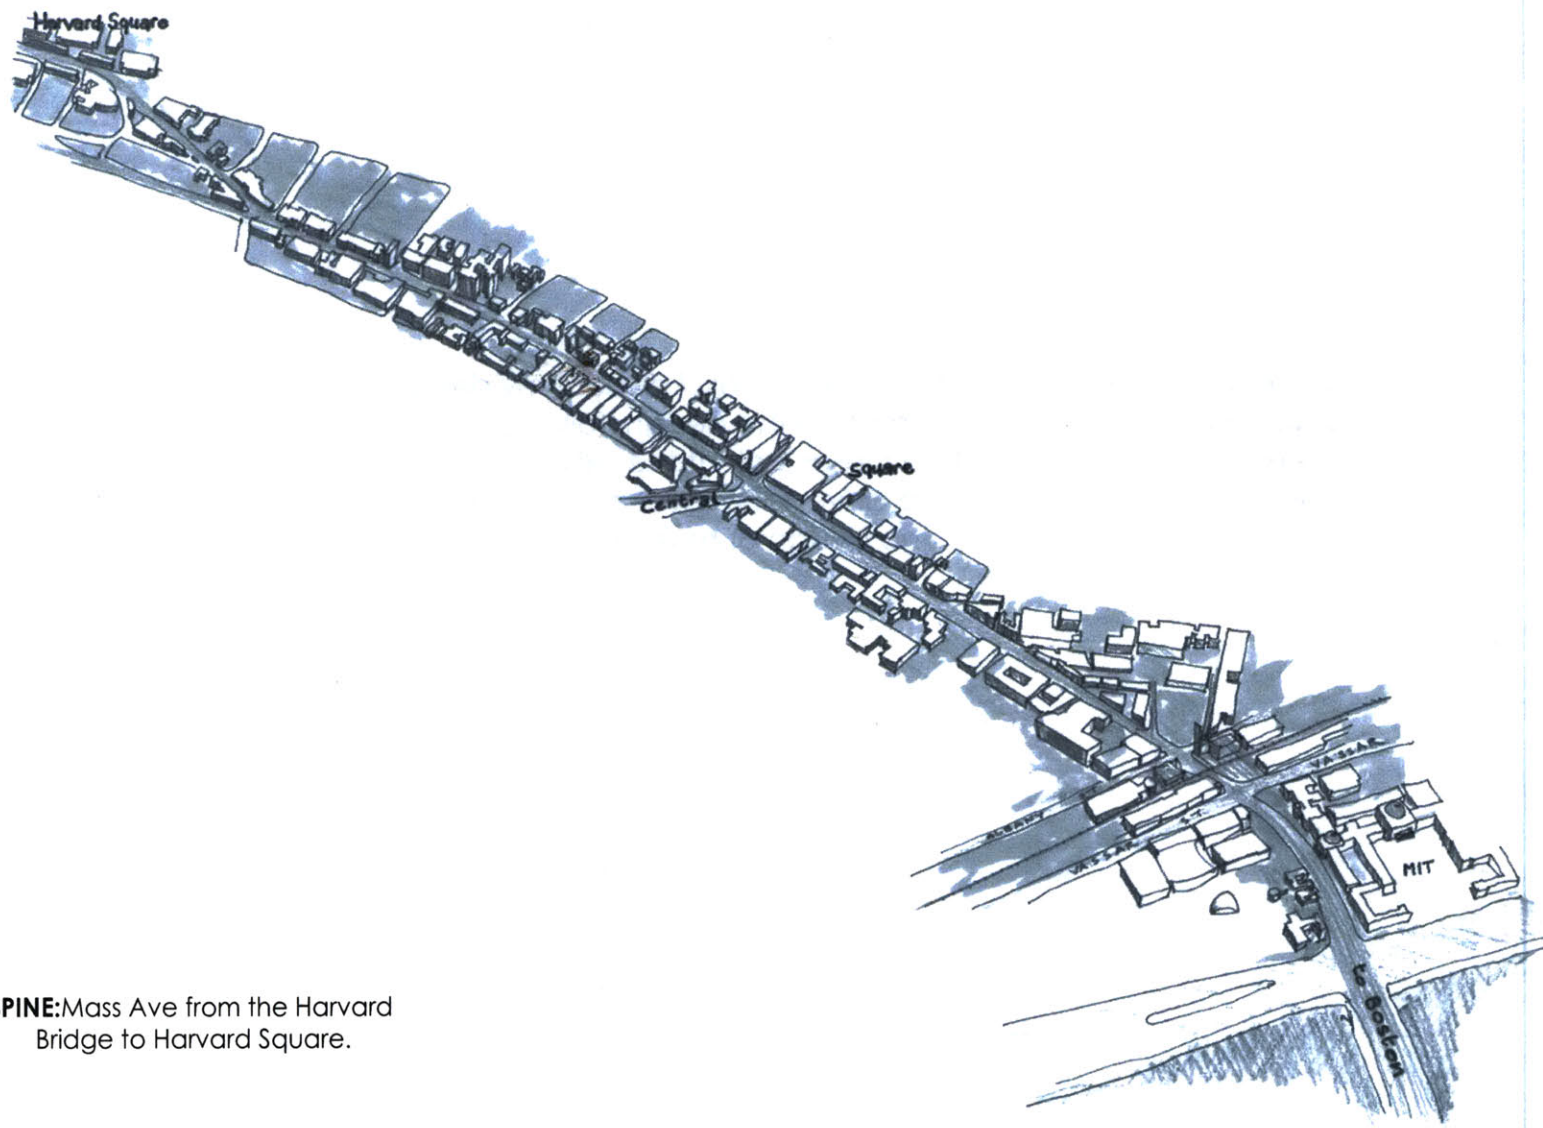 Harvard Square
Square
Central
VASSAR
ALBANY
VASSAR ST.
MIT
to Boston
PINE:Mass Ave from the Harvard
Bridge to Harvard Square.